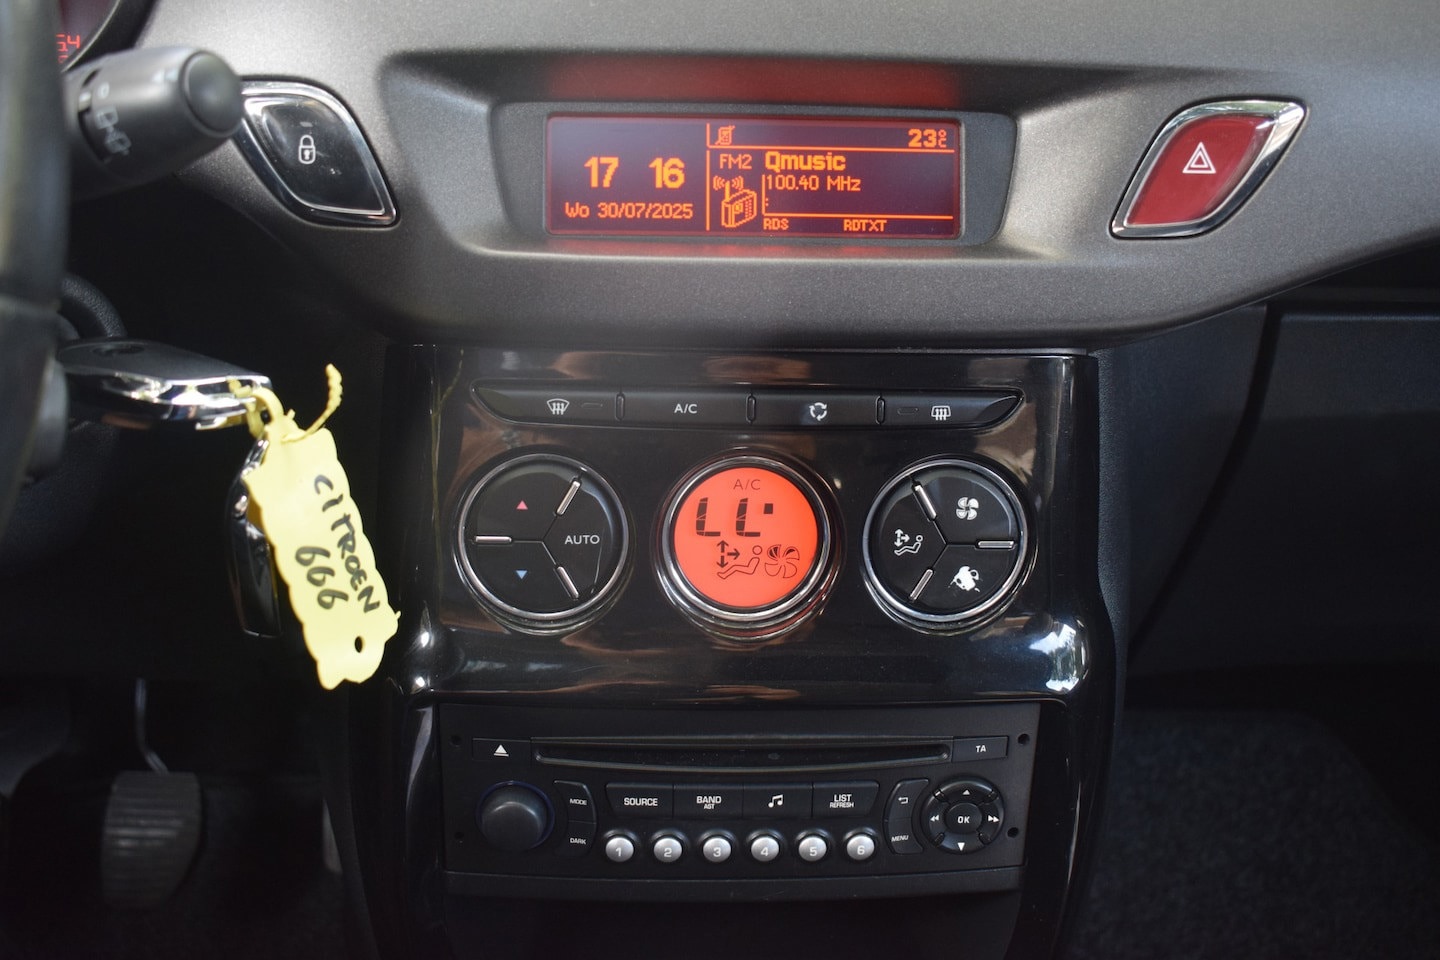 64
17 16
Wo 30/07/2025
23°C
FM2 Qmusic
100.40 MHz
:
RDS RDTXT
A/C
AUTO
A/C
LL
CITROEN
666
TA
MODE
SOURCE
BAND
AST
LIST
REFRESH
DARK
MENU
OK
1 2 3 4 5 6